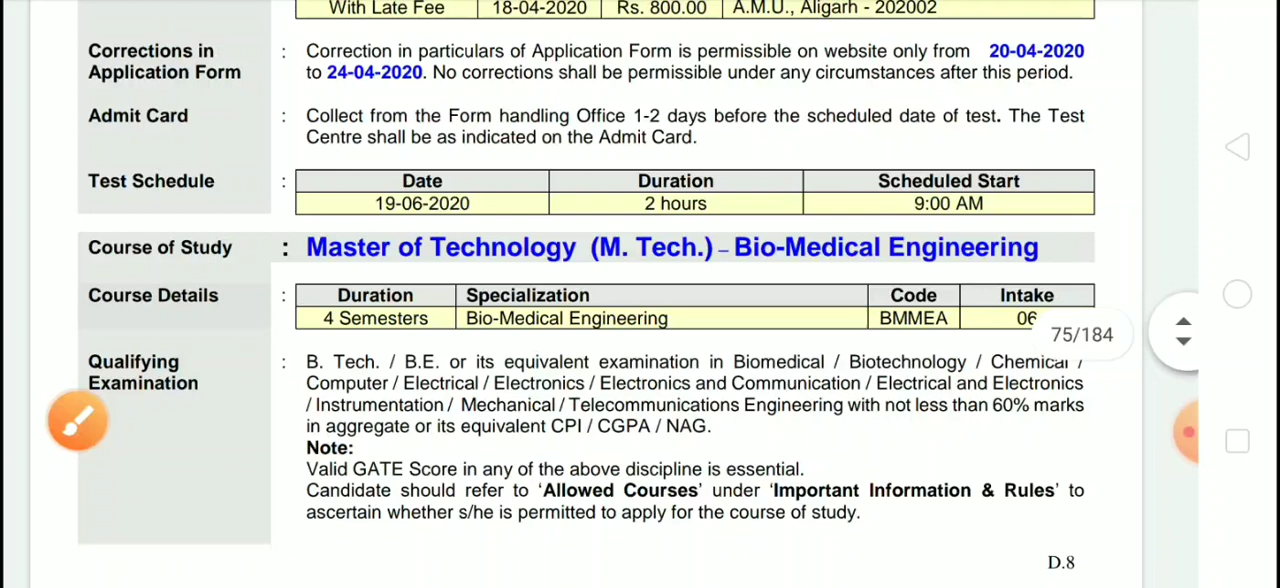 With Late Fee 18-04-2020 Rs. 800.00 A.M.U., Aligarh - 202002
Corrections in Application Form : Correction in particulars of Application Form is permissible on website only from 20-04-2020
to 24-04-2020. No corrections shall be permissible under any circumstances after this period.
Admit Card : Collect from the Form handling Office 1-2 days before the scheduled date of test. The Test
Centre shall be as indicated on the Admit Card.
Test Schedule : Date Duration Scheduled Start
19-06-2020 2 hours 9:00 AM
Course of Study : Master of Technology (M. Tech.) – Bio-Medical Engineering
Course Details : Duration Specialization Code Intake
4 Semesters Bio-Medical Engineering BMMEA 06
75/184
Qualifying Examination : B. Tech. / B.E. or its equivalent examination in Biomedical / Biotechnology / Chemical /
Computer / Electrical / Electronics / Electronics and Communication / Electrical and Electronics
/ Instrumentation / Mechanical / Telecommunications Engineering with not less than 60% marks
in aggregate or its equivalent CPI / CGPA / NAG.
Note:
Valid GATE Score in any of the above discipline is essential.
Candidate should refer to ‘Allowed Courses’ under ‘Important Information & Rules’ to
ascertain whether s/he is permitted to apply for the course of study.
D.8